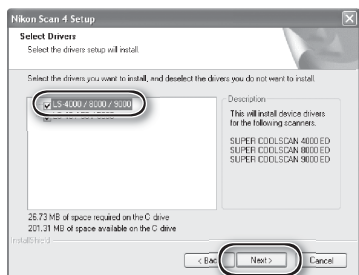 Nikon Scan 4 Setup
Select Drivers
Select the drivers setup will install.
Select the drivers you want to install, and deselect the drivers you do not want to install.
LS-4000 / 8000 / 9000
Description
This will install device drivers
for the following scanners.
SUPER COOLSCAN 4000 ED
SUPER COOLSCAN 8000 ED
SUPER COOLSCAN 9000 ED
26.73 MB of space required on the C drive
201.31 MB of space available on the C drive
InstallShield
< Back
Next >
Cancel